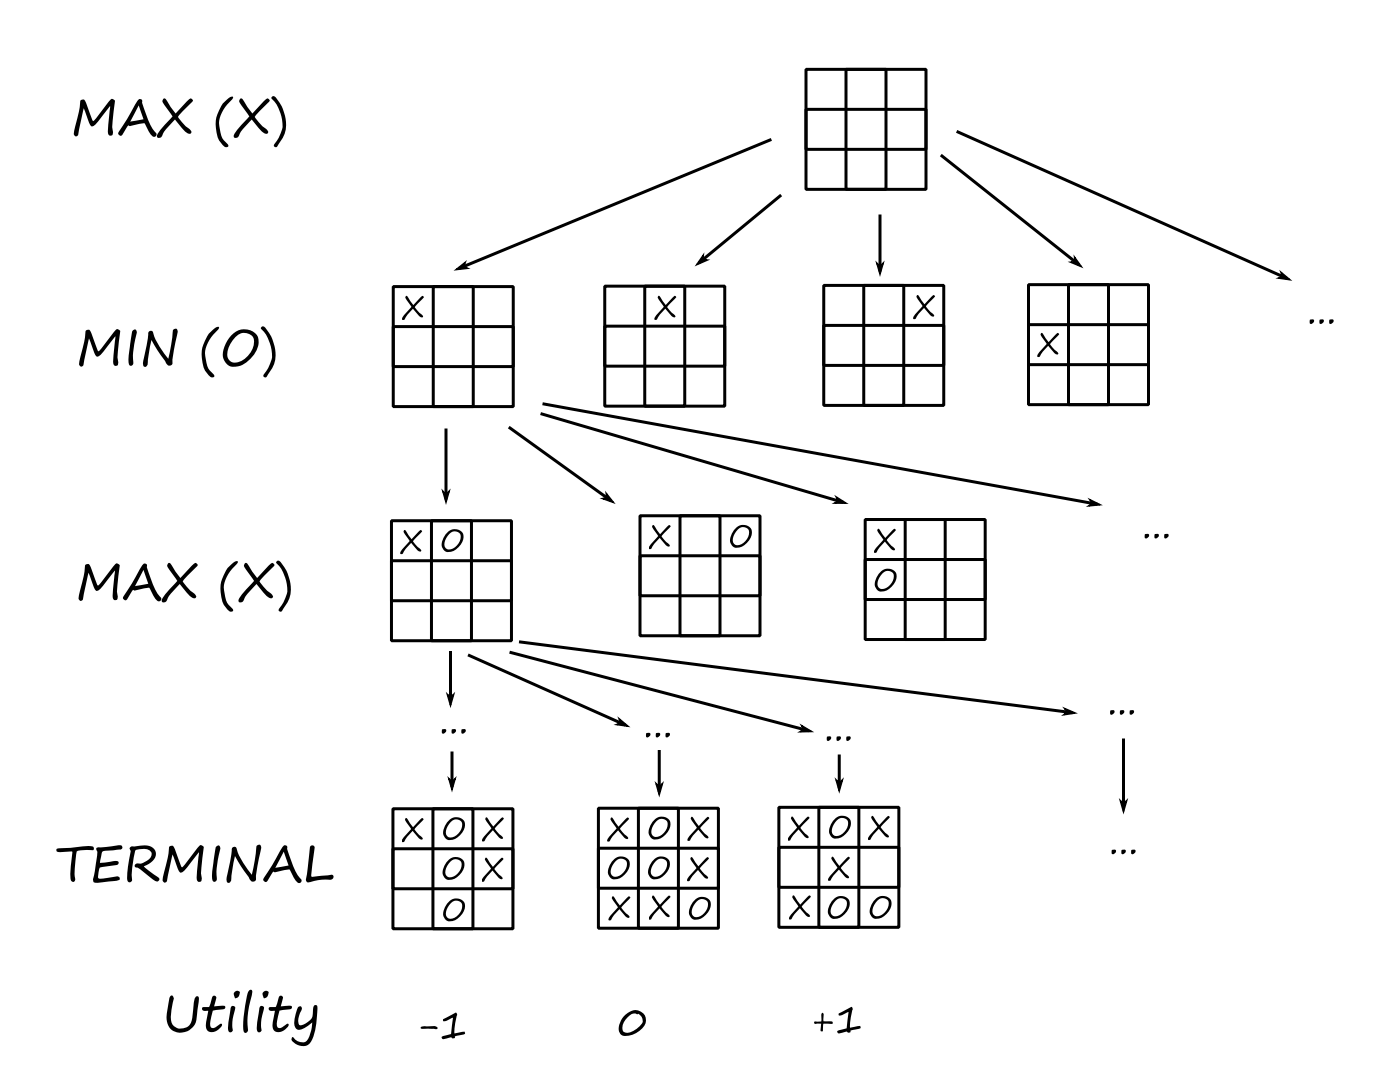 MAX (X)
X X X
MIN (O)
X
...
X O X O X
...
MAX (X)
O
...
... ... ...
X O X X O X X O X
TERMINAL
O X O O X X
...
O X X O X O O
Utility -1 0 +1